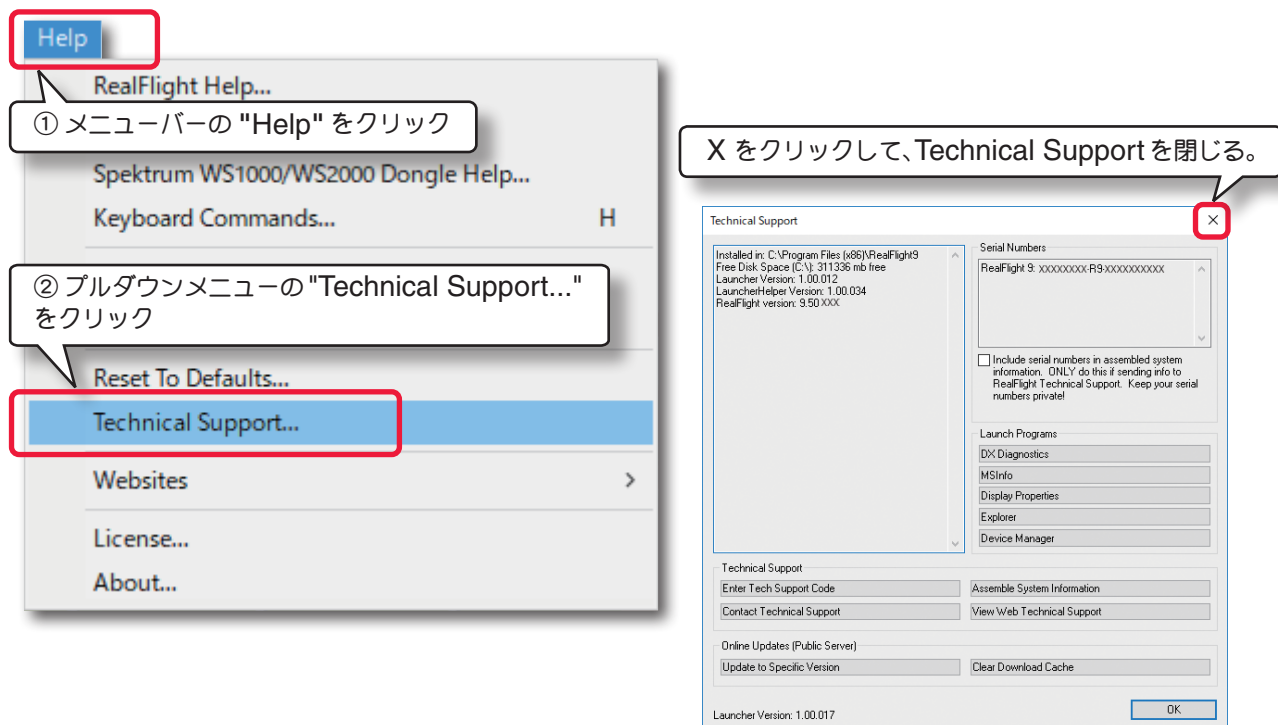 Help
RealFlight Help...
① メニューバーの "Help" をクリック
Spektrum WS1000/WS2000 Dongle Help...
Keyboard Commands... H
② プルダウンメニューの "Technical Support..."
をクリック
Reset To Defaults...
Technical Support...
Websites >
License...
About...
X をクリックして、Technical Support を閉じる。
Technical Support
Installed in: C:\Program Files (x86)\RealFlight9
Free Disk Space (C:\): 311336 mb free
Launcher Version: 1.00.012
LauncherHelper Version: 1.00.034
RealFlight version: 9.50 XXX
Serial Numbers
RealFlight 9: XXXXXXXX-R9-XXXXXXXXXX
Include serial numbers in assembled system
information. ONLY do this if sending info to
RealFlight Technical Support. Keep your serial
numbers private!
Launch Programs
DX Diagnostics
MSInfo
Display Properties
Explorer
Device Manager
Technical Support
Enter Tech Support Code
Assemble System Information
Contact Technical Support
View Web Technical Support
Online Updates (Public Server)
Update to Specific Version
Clear Download Cache
Launcher Version: 1.00.017
OK